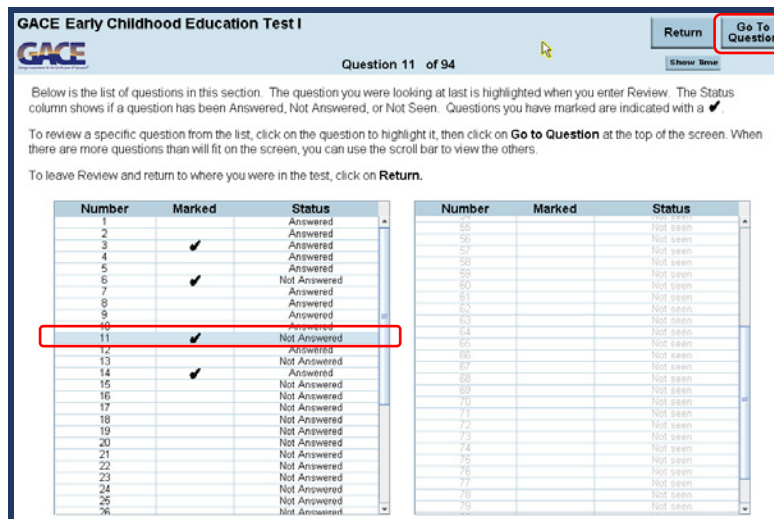 GACE Early Childhood Education Test I
Return
Go To
Question
GACE
Question 11 of 94
Show Time
Below is the list of questions in this section. The question you were looking at last is highlighted when you enter Review. The Status
column shows if a question has been Answered, Not Answered, or Not Seen. Questions you have marked are indicated with a ✔.
To review a specific question from the list, click on the question to highlight it, then click on Go to Question at the top of the screen. When
there are more questions than will fit on the screen, you can use the scroll bar to view the others.
To leave Review and return to where you were in the test, click on Return.
Number Marked Status
1 Answered
2 Answered
3 ✔ Answered
4 Answered
5 Answered
6 ✔ Not Answered
7 Answered
8 Answered
9 Answered
10 Answered
11 ✔ Not Answered
12 Answered
13 Not Answered
14 ✔ Answered
15 Not Answered
16 Not Answered
17 Not Answered
18 Not Answered
19 Not Answered
20 Not Answered
21 Not Answered
22 Not Answered
23 Not Answered
24 Not Answered
25 Not Answered
26 Not Answered
Number Marked Status
55 Not seen
56 Not seen
57 Not seen
58 Not seen
59 Not seen
60 Not seen
61 Not seen
62 Not seen
63 Not seen
64 Not seen
65 Not seen
66 Not seen
67 Not seen
68 Not seen
69 Not seen
70 Not seen
71 Not seen
72 Not seen
73 Not seen
74 Not seen
75 Not seen
76 Not seen
77 Not seen
78 Not seen
79 Not seen